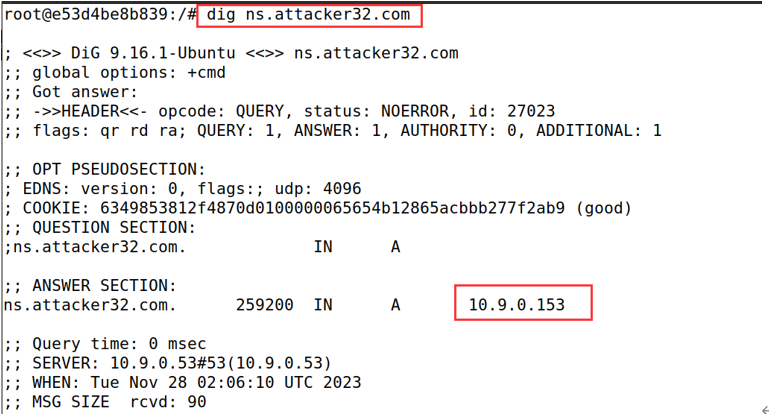 root@e53d4be8b839:/# dig ns.attacker32.com
; <<>> DiG 9.16.1-Ubuntu <<>> ns.attacker32.com
;; global options: +cmd
;; Got answer:
;; ->>HEADER<<- opcode: QUERY, status: NOERROR, id: 27023
;; flags: qr rd ra; QUERY: 1, ANSWER: 1, AUTHORITY: 0, ADDITIONAL: 1
;; OPT PSEUDOSECTION:
; EDNS: version: 0, flags:; udp: 4096
; COOKIE: 6349853812f4870d0100000065654b12865acbbb277f2ab9 (good)
;; QUESTION SECTION:
;ns.attacker32.com. IN A
;; ANSWER SECTION:
ns.attacker32.com. 259200 IN A 10.9.0.153
;; Query time: 0 msec
;; SERVER: 10.9.0.53#53(10.9.0.53)
;; WHEN: Tue Nov 28 02:06:10 UTC 2023
;; MSG SIZE rcvd: 90